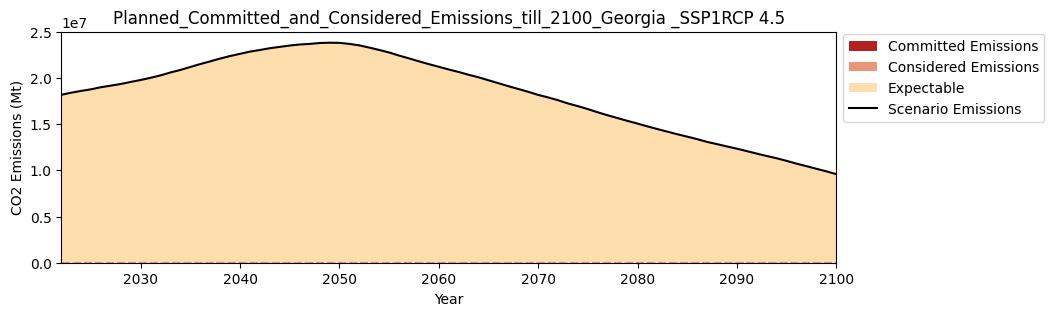 Planned_Committed_and_Considered_Emissions_till_2100_Georgia _SSP1RCP 4.5
1e7
2.5
2.0
1.5
1.0
0.5
0.0
CO2 Emissions (Mt)
2030 2040 2050 2060 2070 2080 2090 2100
Year
Committed Emissions
Considered Emissions
Expectable
Scenario Emissions